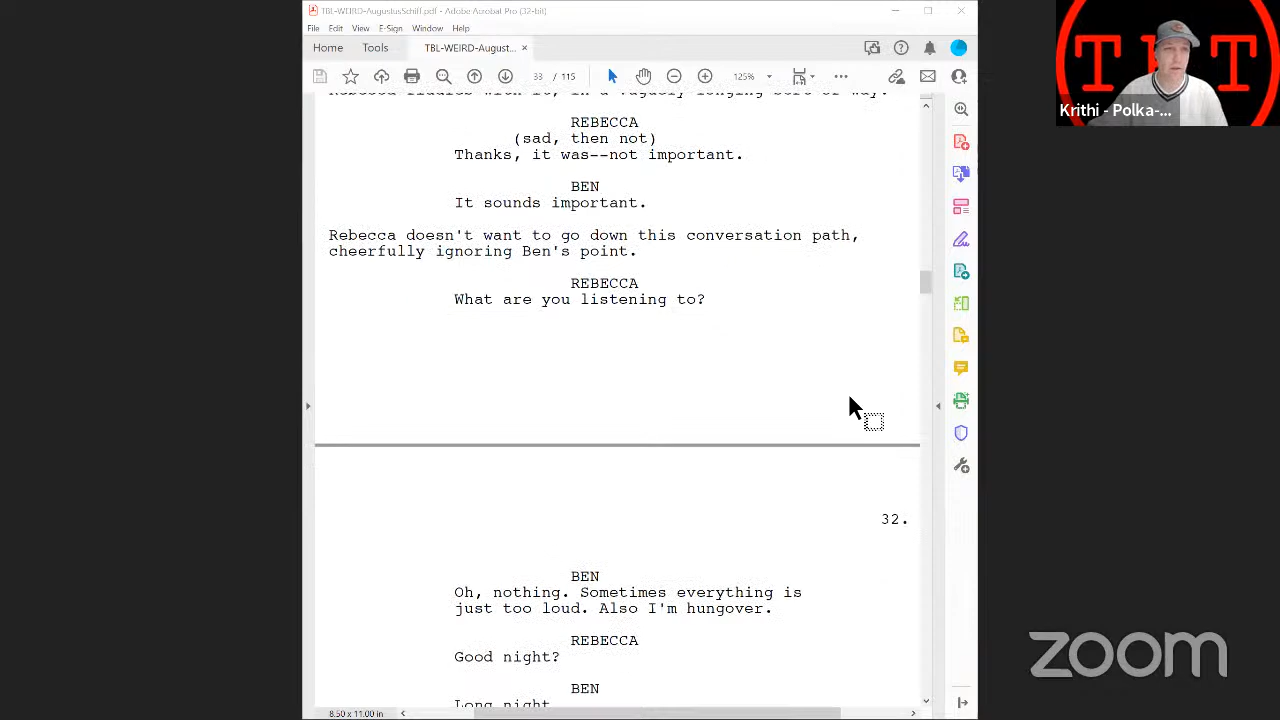 TBL-WEIRD-AugustusSchiff.pdf - Adobe Acrobat Pro (32-bit)
File Edit View E-Sign Window Help
Home Tools TBL-WEIRD-August... ×
33 / 115 125%
REBECCA
(sad, then not)
Thanks, it was--not important.
BEN
It sounds important.
Rebecca doesn't want to go down this conversation path,
cheerfully ignoring Ben's point.
REBECCA
What are you listening to?
32.
BEN
Oh, nothing. Sometimes everything is
just too loud. Also I'm hungover.
REBECCA
Good night?
BEN
Long night
8.50 x 11.00 in
Krithi - Polka-...
zoom